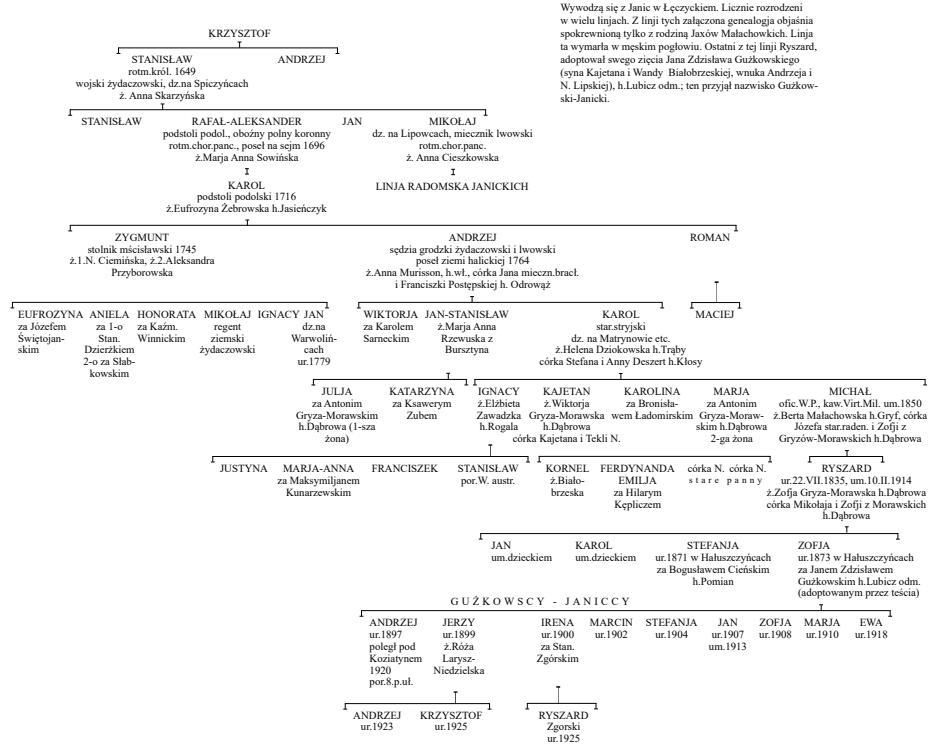 Wywodzą się z Janic w Łęczyckiem. Licznie rozrodzeni
w wielu linjach. Z linji tych załączona genealogja objaśnia
spokrewnioną tylko z rodziną Jaxów Małachowkich. Linja
ta wymarła w męskim pogłowiu. Ostatni z tej linji Ryszard,
adoptował swego zięcia Jana Zdzisława Gużkowskiego
(syna Kajetana i Wandy Białobrzeskiej, wnuka Andrzeja i
N. Lipskiej), h.Lubicz odm.; ten przyjął nazwisko Gużkow-
ski-Janicki.
KRZYSZTOF
STANISŁAW
rotm.król. 1649
wojski żydaczowski, dz.na Spiczyńcach
ż. Anna Skarzyńska
ANDRZEJ
STANISŁAW
RAFAŁ-ALEKSANDER
podstoli podol., oboźny polny koronny
rotm.chor.panc., poseł na sejm 1696
ż.Marja Anna Sowińska
JAN
MIKOŁAJ
dz. na Lipowcach, miecznik lwowski
rotm.chor.panc.
ż. Anna Cieszkowska
KAROL
podstoli podolski 1716
ż.Eufrozyna Żebrowska h.Jasieńczyk
LINJA RADOMSKA JANICKICH
ZYGMUNT
stolnik mścisławski 1745
ż.1.N. Ciemińska, ż.2.Aleksandra
Przyborowska
ANDRZEJ
sędzia grodzki żydaczowski i lwowski
poseł ziemi halickiej 1764
ż.Anna Murisson, h.wł., córka Jana mieczn.bracł.
i Franciszki Postępskiej h. Odrowąż
ROMAN
EUFROZYNA
za Józefem
Świętojan-
skim
ANIELA
za 1-o
Stan.
Dzierżkiem
2-o za Słab-
kowskim
HONORATA
za Kaźm.
Winnickim
MIKOŁAJ
regent
ziemski
żydaczowski
IGNACY
JAN
dz.na
Warwoliń-
cach
ur.1779
WIKTORJA
za Karolem
Sarneckim
JAN-STANISŁAW
ż.Marja Anna
Rzewuska z
Bursztyna
KAROL
star.stryjski
dz. na Matrynowie etc.
ż.Helena Dziokowska h.Trąby
córka Stefana i Anny Deszert h.Kłosy
MACIEJ
JULJA
za Antonim
Gryza-Morawskim
h.Dąbrowa (1-sza
żona)
KATARZYNA
za Ksawerym
Zubem
IGNACY
ż.Elżbieta
Zawadzka
h.Rogala
KAJETAN
ż.Wiktorja
Gryza-Morawska
h.Dąbrowa
córka Kajetana i Tekli N.
KAROLINA
za Bronisła-
wem Ładomirskim
MARJA
za Antonim
Gryza-Moraw-
skim h.Dąbrowa
2-ga żona
MICHAŁ
ofic.W.P., kaw.Virt.Mil. um.1850
ż.Berta Małachowska h.Gryf, córka
Józefa star.raden. i Zofji z
Gryzów-Morawskich h.Dąbrowa
JUSTYNA
MARJA-ANNA
za Maksymiljanem
Kunarzewskim
FRANCISZEK
STANISŁAW
por.W. austr.
KORNEL
ż.Biało-
brzeska
FERDYNANDA
EMILJA
za Hilarym
Kępliczem
córka N. córka N.
stare panny
RYSZARD
ur.22.VII.1835, um.10.II.1914
ż.Zofja Gryza-Morawska h.Dąbrowa
córka Mikołaja i Zofji z Morawskich
h.Dąbrowa
JAN
um.dzieckiem
KAROL
um.dzieckiem
STEFANJA
ur.1871 w Hałuszczyńcach
za Bogusławem Cieńskim
h.Pomian
ZOFJA
ur.1873 w Hałuszczyńcach
za Janem Zdzisławem
Gużkowskim h.Lubicz odm.
(adoptowanym przez teścia)
GUŻKOWSCY - JANICCY
ANDRZEJ
ur.1897
poległ pod
Koziatynem
1920
por.8.p.uł.
JERZY
ur.1899
ż.Róża
Larysz-
Niedzielska
IRENA
ur.1900
za Stan.
Zgórskim
MARCIN
ur.1902
STEFANJA
ur.1904
JAN
ur.1907
um.1913
ZOFJA
ur.1908
MARJA
ur.1910
EWA
ur.1918
ANDRZEJ
ur.1923
KRZYSZTOF
ur.1925
RYSZARD
Zgorski
ur.1925